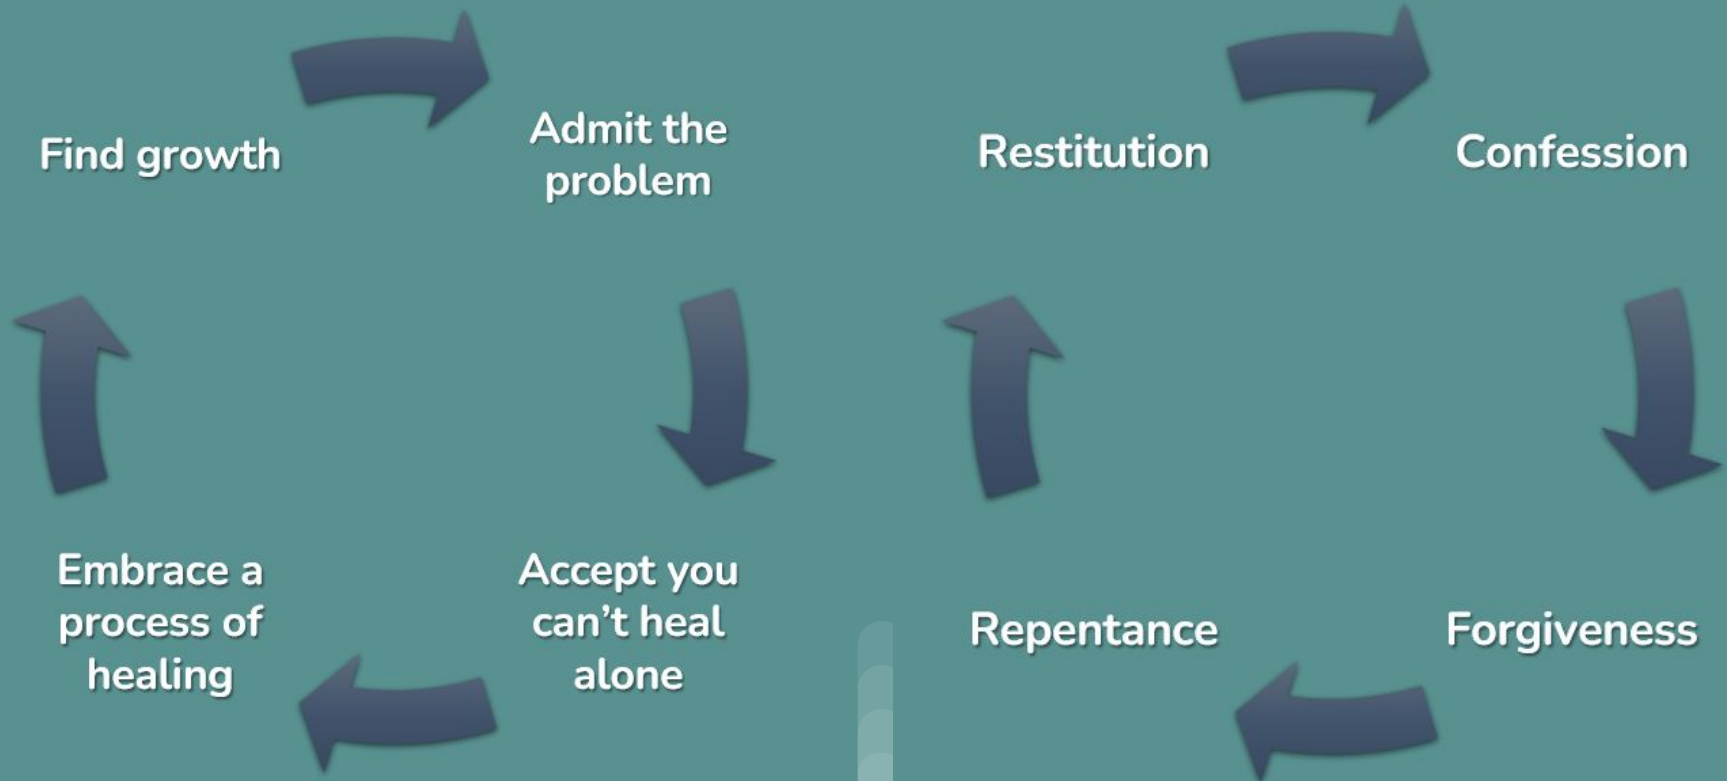 Find growth
Admit the
problem
Accept you
can’t heal
alone
Embrace a
process of
healing
Restitution
Confession
Forgiveness
Repentance